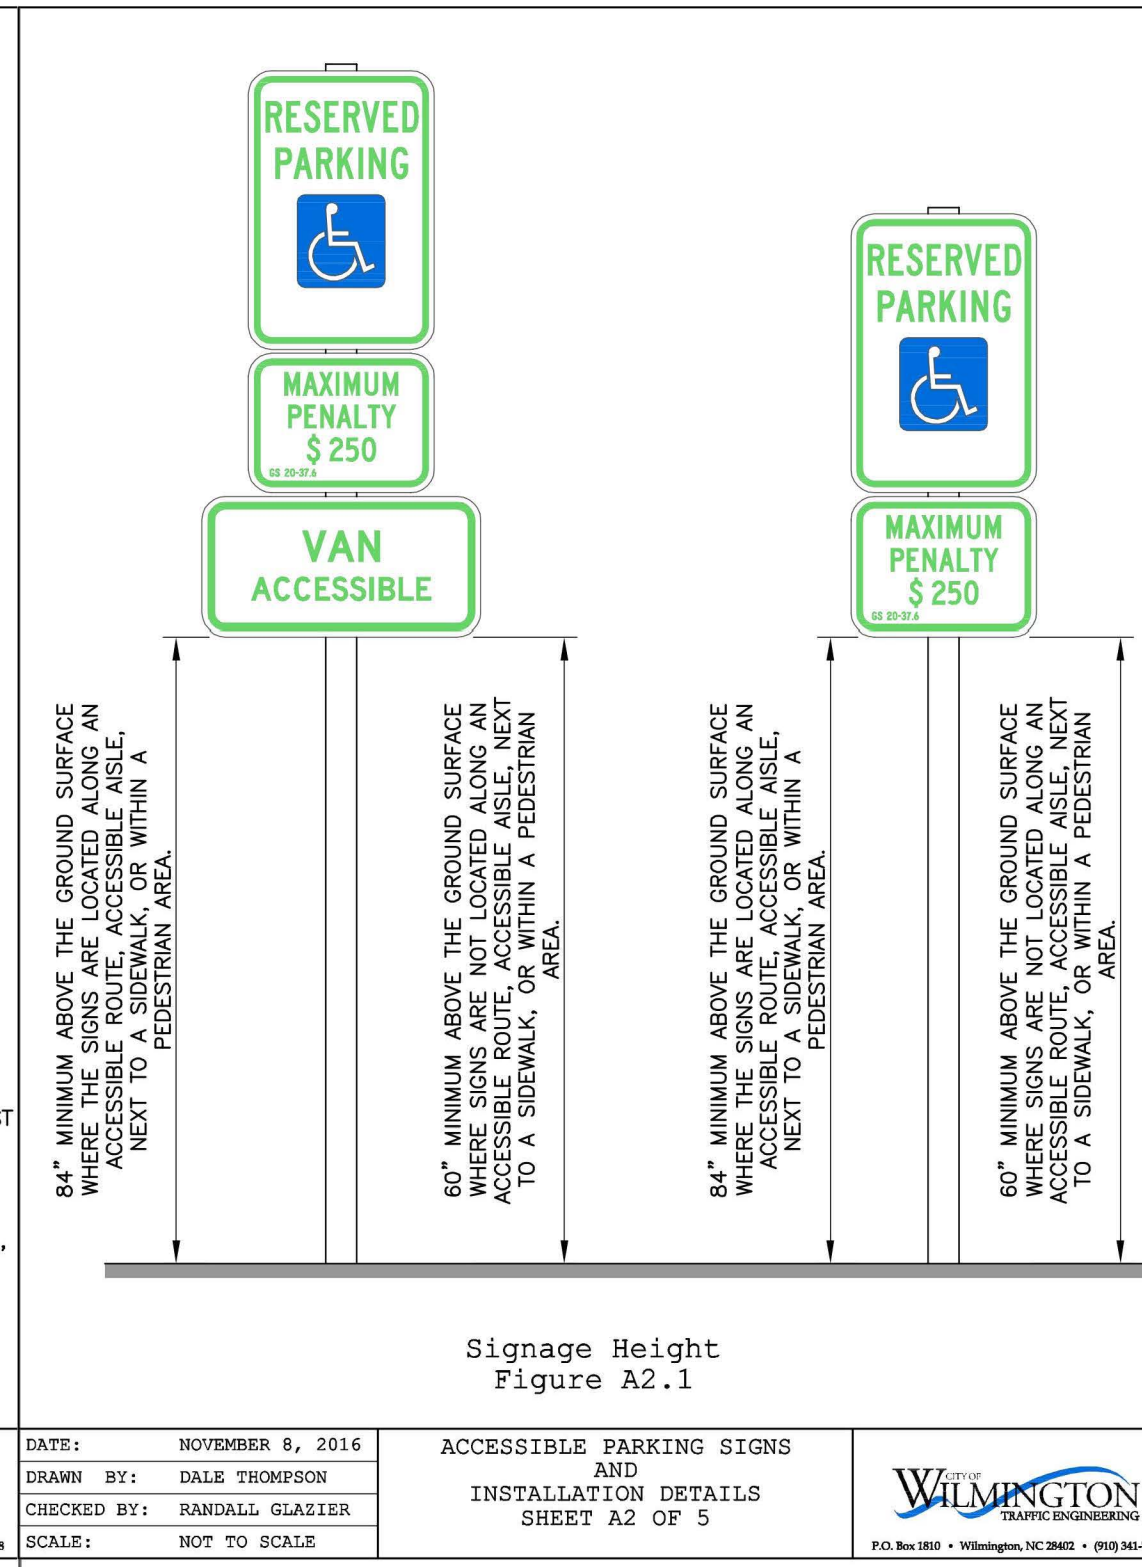 RESERVED
PARKING
MAXIMUM
PENALTY
$ 250
GS 20-37.6
VAN
ACCESSIBLE
RESERVED
PARKING
MAXIMUM
PENALTY
$ 250
GS 20-37.6
84" MINIMUM ABOVE THE GROUND SURFACE
WHERE THE SIGNS ARE LOCATED ALONG AN
ACCESSIBLE ROUTE, ACCESSIBLE AISLE,
NEXT TO A SIDEWALK, OR WITHIN A
PEDESTRIAN AREA.
60" MINIMUM ABOVE THE GROUND SURFACE
WHERE SIGNS ARE NOT LOCATED ALONG AN
ACCESSIBLE ROUTE, ACCESSIBLE AISLE, NEXT
TO A SIDEWALK, OR WITHIN A PEDESTRIAN
AREA.
84" MINIMUM ABOVE THE GROUND SURFACE
WHERE THE SIGNS ARE LOCATED ALONG AN
ACCESSIBLE ROUTE, ACCESSIBLE AISLE,
NEXT TO A SIDEWALK, OR WITHIN A
PEDESTRIAN AREA.
60" MINIMUM ABOVE THE GROUND SURFACE
WHERE SIGNS ARE NOT LOCATED ALONG AN
ACCESSIBLE ROUTE, ACCESSIBLE AISLE, NEXT
TO A SIDEWALK, OR WITHIN A PEDESTRIAN
AREA.
Signage Height
Figure A2.1
DATE: NOVEMBER 8, 2016
DRAWN BY: DALE THOMPSON
CHECKED BY: RANDALL GLAZIER
SCALE: NOT TO SCALE
ACCESSIBLE PARKING SIGNS
AND
INSTALLATION DETAILS
SHEET A2 OF 5
CITY OF
WILMINGTON
TRAFFIC ENGINEERING
P.O. Box 1810 • Wilmington, NC 28402 • (910) 341-